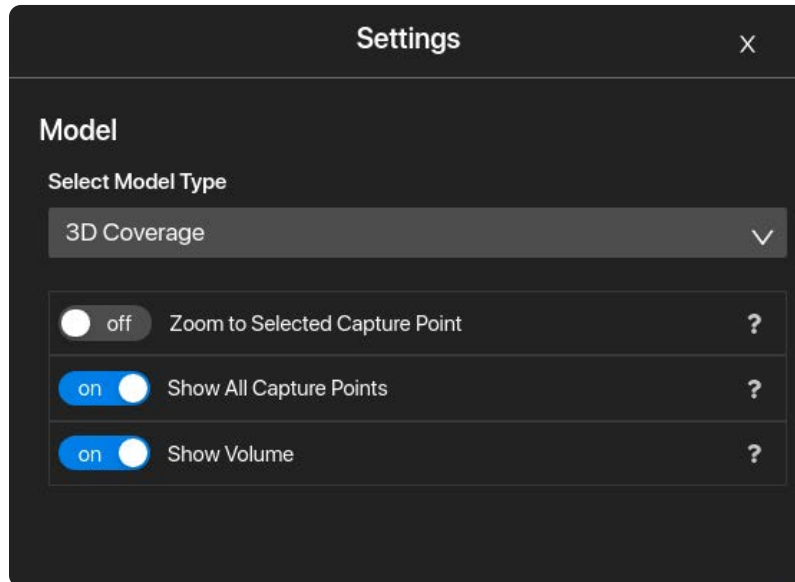 Settings X
Model
Select Model Type
3D Coverage
off Zoom to Selected Capture Point ?
on Show All Capture Points ?
on Show Volume ?